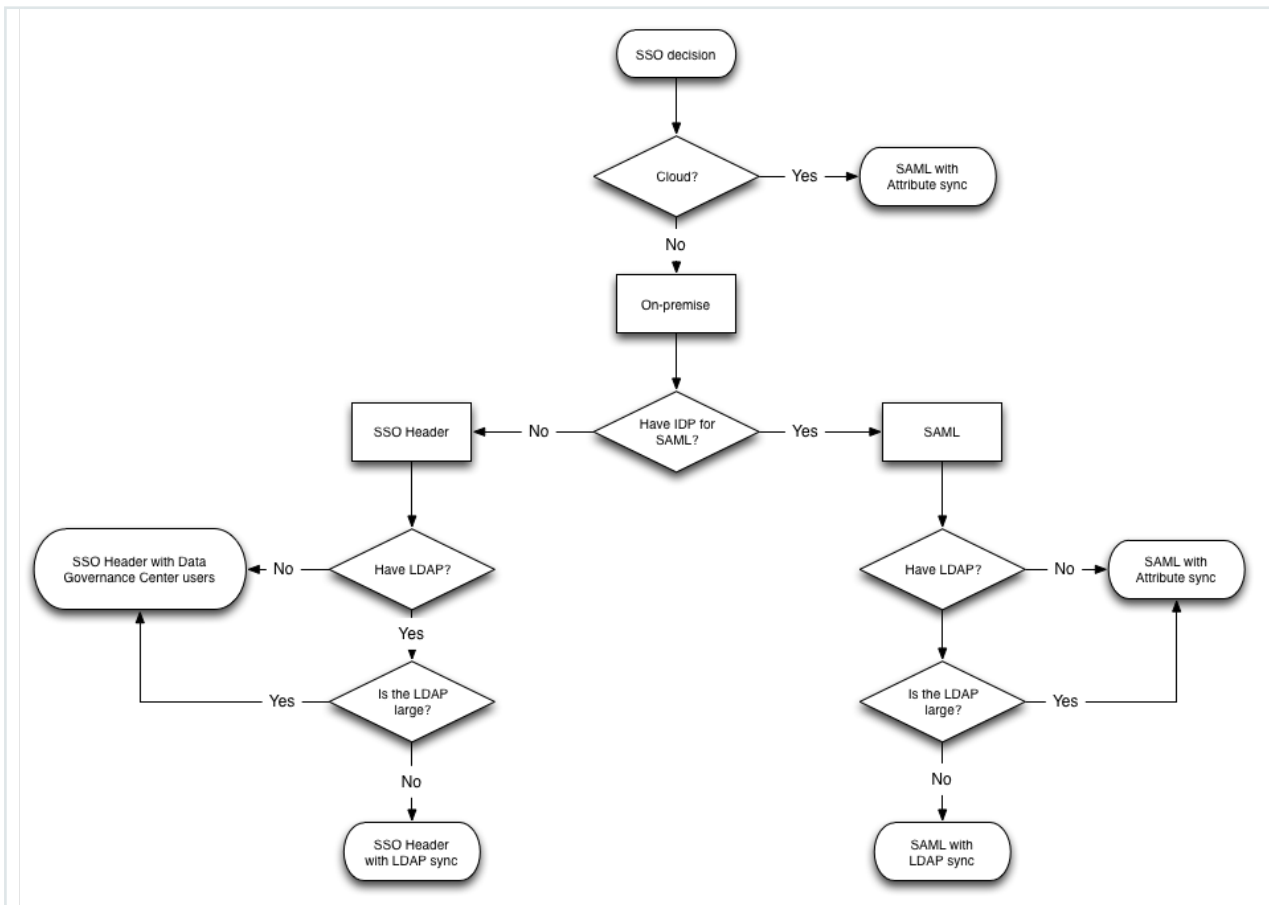 SSO decision
Cloud?
Yes
SAML with
Attribute sync
No
On-premise
Have IDP for
SAML?
No
SSO Header
Yes
SAML
Have LDAP?
No
SSO Header with Data
Governance Center users
Yes
Is the LDAP
large?
Yes
No
SSO Header
with LDAP sync
Have LDAP?
No
SAML with
Attribute sync
Is the LDAP
large?
Yes
No
SAML with
LDAP sync